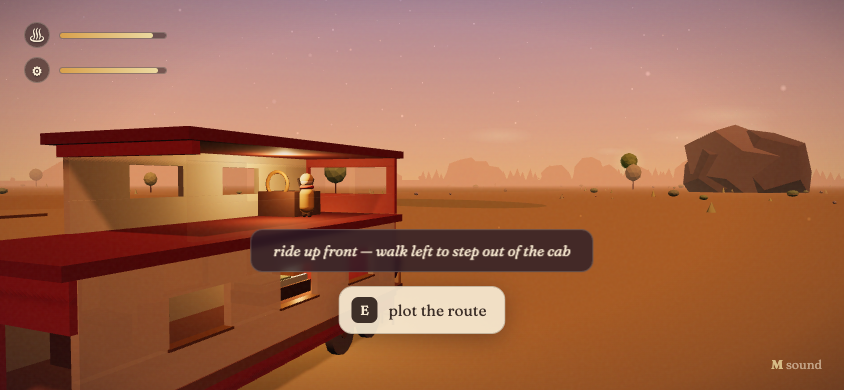 ride up front — walk left to step out of the cab
E plot the route
M sound